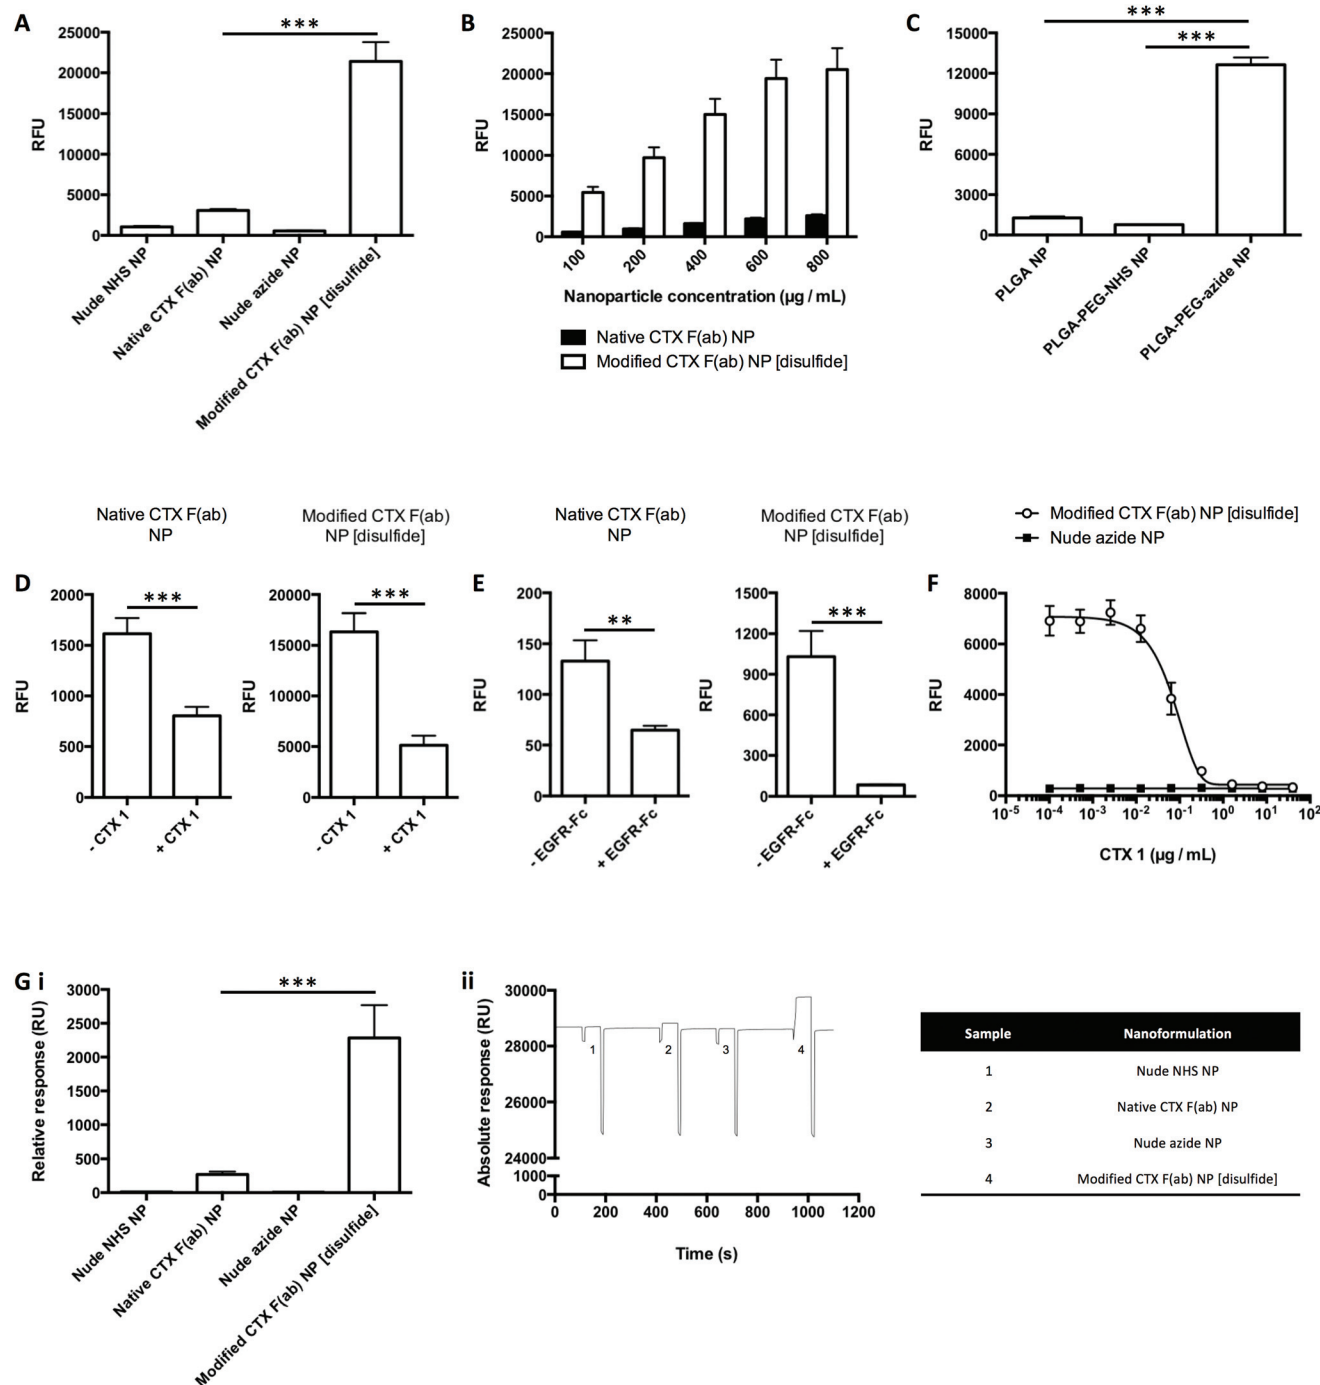 A
RFU
25000
20000
15000
10000
5000
0
***
Nude NHS NP
Native CTX F(ab) NP
Nude azide NP
Modified CTX F(ab) NP [disulfide]
B
RFU
25000
20000
15000
10000
5000
0
100
200
400
600
800
Nanoparticle concentration (µg / mL)
Native CTX F(ab) NP
Modified CTX F(ab) NP [disulfide]
C
RFU
15000
12000
9000
6000
3000
0
***
***
PLGA NP
PLGA-PEG-NHS NP
PLGA-PEG-azide NP
D
Native CTX F(ab)
NP
RFU
2000
1500
1000
500
0
***
- CTX 1
+ CTX 1
Modified CTX F(ab)
NP [disulfide]
RFU
20000
15000
10000
5000
0
***
- CTX 1
+ CTX 1
E
Native CTX F(ab)
NP
RFU
200
150
100
50
0
**
- EGFR-Fc
+ EGFR-Fc
Modified CTX F(ab)
NP [disulfide]
RFU
1500
1200
900
600
300
0
***
- EGFR-Fc
+ EGFR-Fc
F
Modified CTX F(ab) NP [disulfide]
Nude azide NP
RFU
8000
6000
4000
2000
0
10-5
10-4
10-3
10-2
10-1
100
101
102
CTX 1 (µg / mL)
G i
Relative response (RU)
3000
2500
2000
1500
1000
500
0
***
Nude NHS NP
Native CTX F(ab) NP
Nude azide NP
Modified CTX F(ab) NP [disulfide]
ii
Absolute response (RU)
30000
28000
26000
24000
1000
0
1
2
3
4
0
200
400
600
800
1000
1200
Time (s)
Sample Nanoformulation
1 Nude NHS NP
2 Native CTX F(ab) NP
3 Nude azide NP
4 Modified CTX F(ab) NP [disulfide]